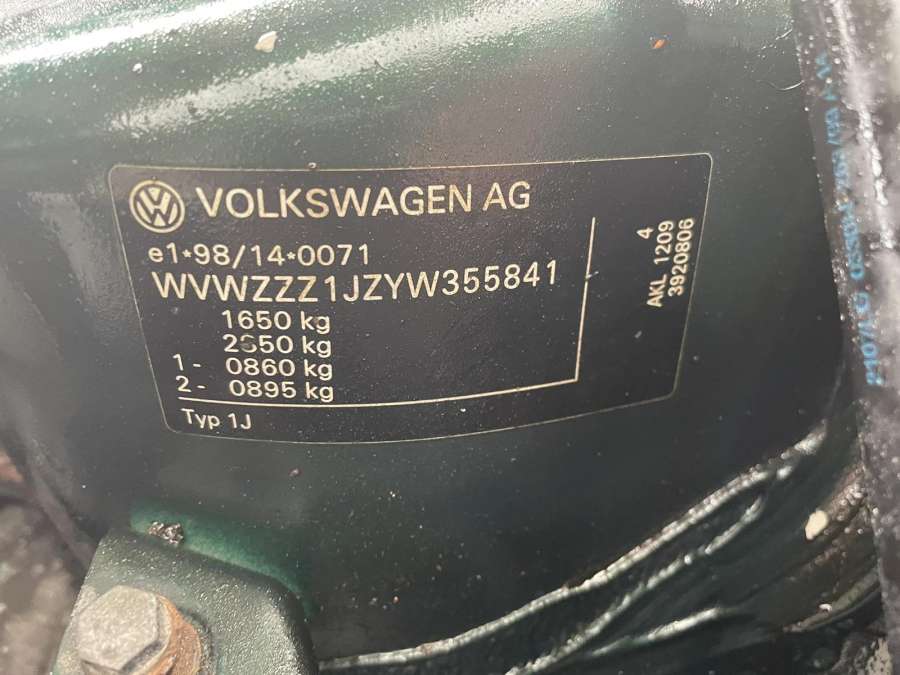 VOLKSWAGEN AG
e1*98/14*0071
WVWZZZ1JZYW355841
1650 kg
kg
1- 0860 kg
2- 0895 kg
Typ 1J
4
AKL 1209
3920806